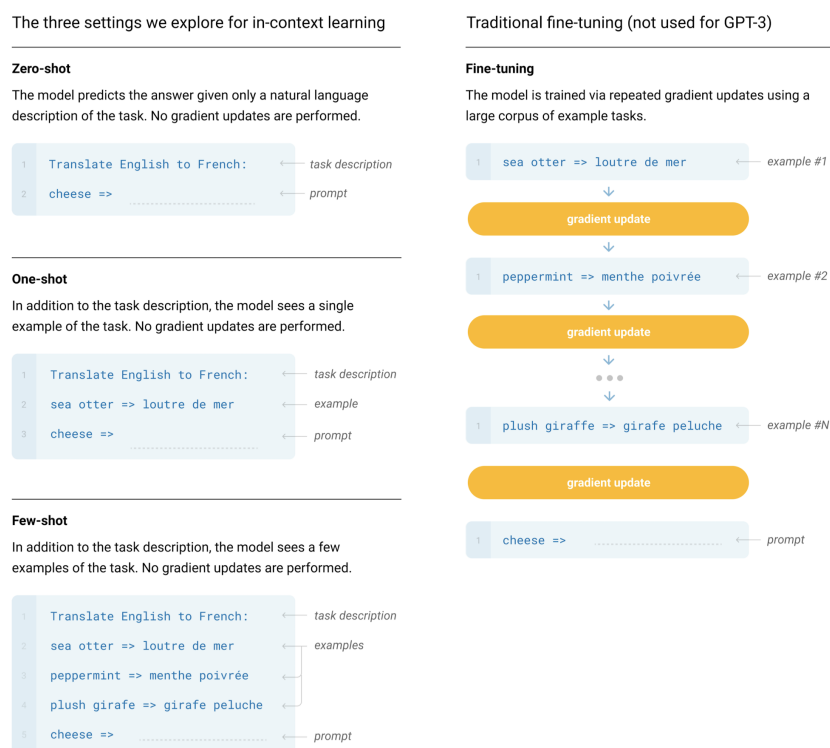 The three settings we explore for in-context learning
Zero-shot
The model predicts the answer given only a natural language
description of the task. No gradient updates are performed.
1 Translate English to French: task description
2 cheese => prompt
One-shot
In addition to the task description, the model sees a single
example of the task. No gradient updates are performed.
1 Translate English to French: task description
2 sea otter => loutre de mer example
3 cheese => prompt
Few-shot
In addition to the task description, the model sees a few
examples of the task. No gradient updates are performed.
1 Translate English to French: task description
2 sea otter => loutre de mer examples
3 peppermint => menthe poivrée
4 plush girafe => girafe peluche
5 cheese => prompt
Traditional fine-tuning (not used for GPT-3)
Fine-tuning
The model is trained via repeated gradient updates using a
large corpus of example tasks.
1 sea otter => loutre de mer example #1
gradient update
1 peppermint => menthe poivrée example #2
gradient update
1 plush giraffe => girafe peluche example #N
gradient update
1 cheese => prompt